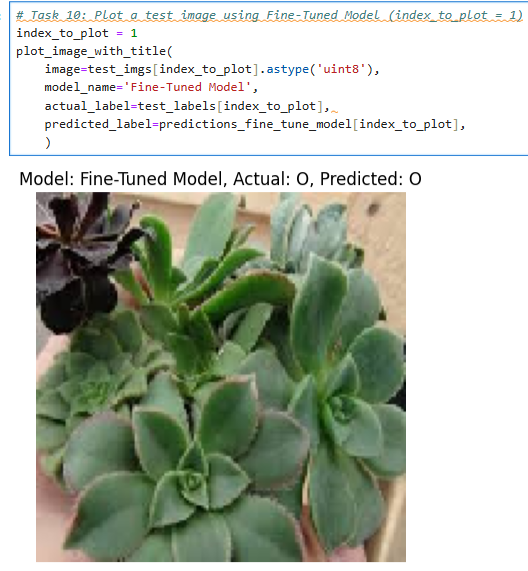 # Task 10: Plot a test image using Fine-Tuned Model (index_to_plot = 1)
index_to_plot = 1
plot_image_with_title(
    image=test_imgs[index_to_plot].astype('uint8'),
    model_name='Fine-Tuned Model',
    actual_label=test_labels[index_to_plot],
    predicted_label=predictions_fine_tune_model[index_to_plot],
    )
Model: Fine-Tuned Model, Actual: O, Predicted: O